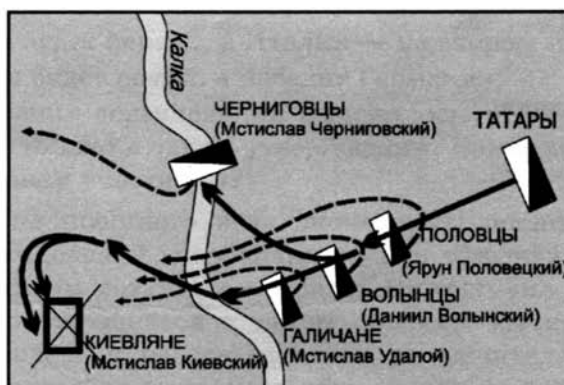 Калка
ЧЕРНИГОВЦЫ
(Мстислав Черниговский)
ТАТАРЫ
ПОЛОВЦЫ
(Ярун Половецкий)
ВОЛЫНЦЫ
(Даниил Волынский)
ГАЛИЧАНЕ
(Мстислав Удалой)
КИЕВЛЯНЕ
(Мстислав Киевский)